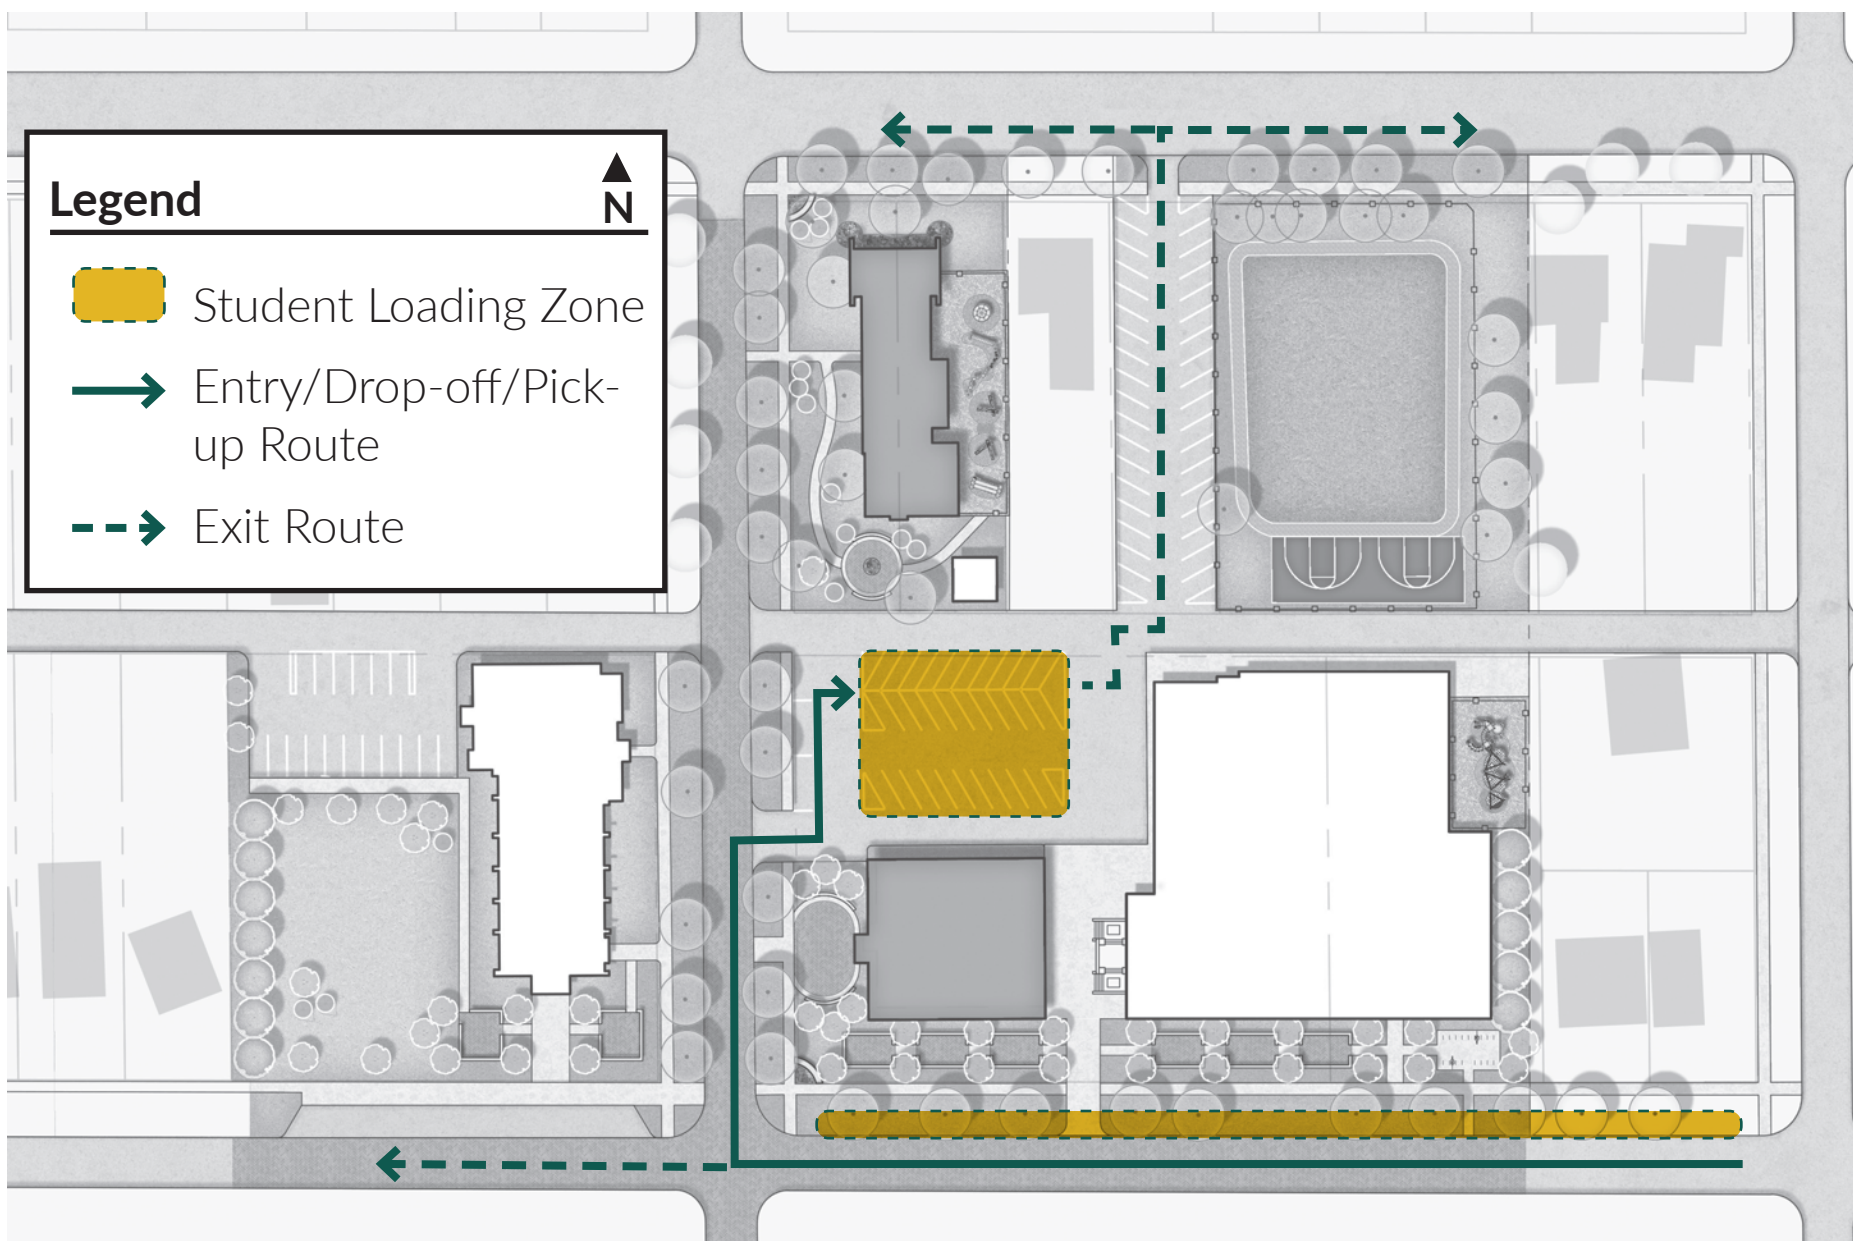 Legend
N
Student Loading Zone
Entry/Drop-off/Pick-
up Route
Exit Route